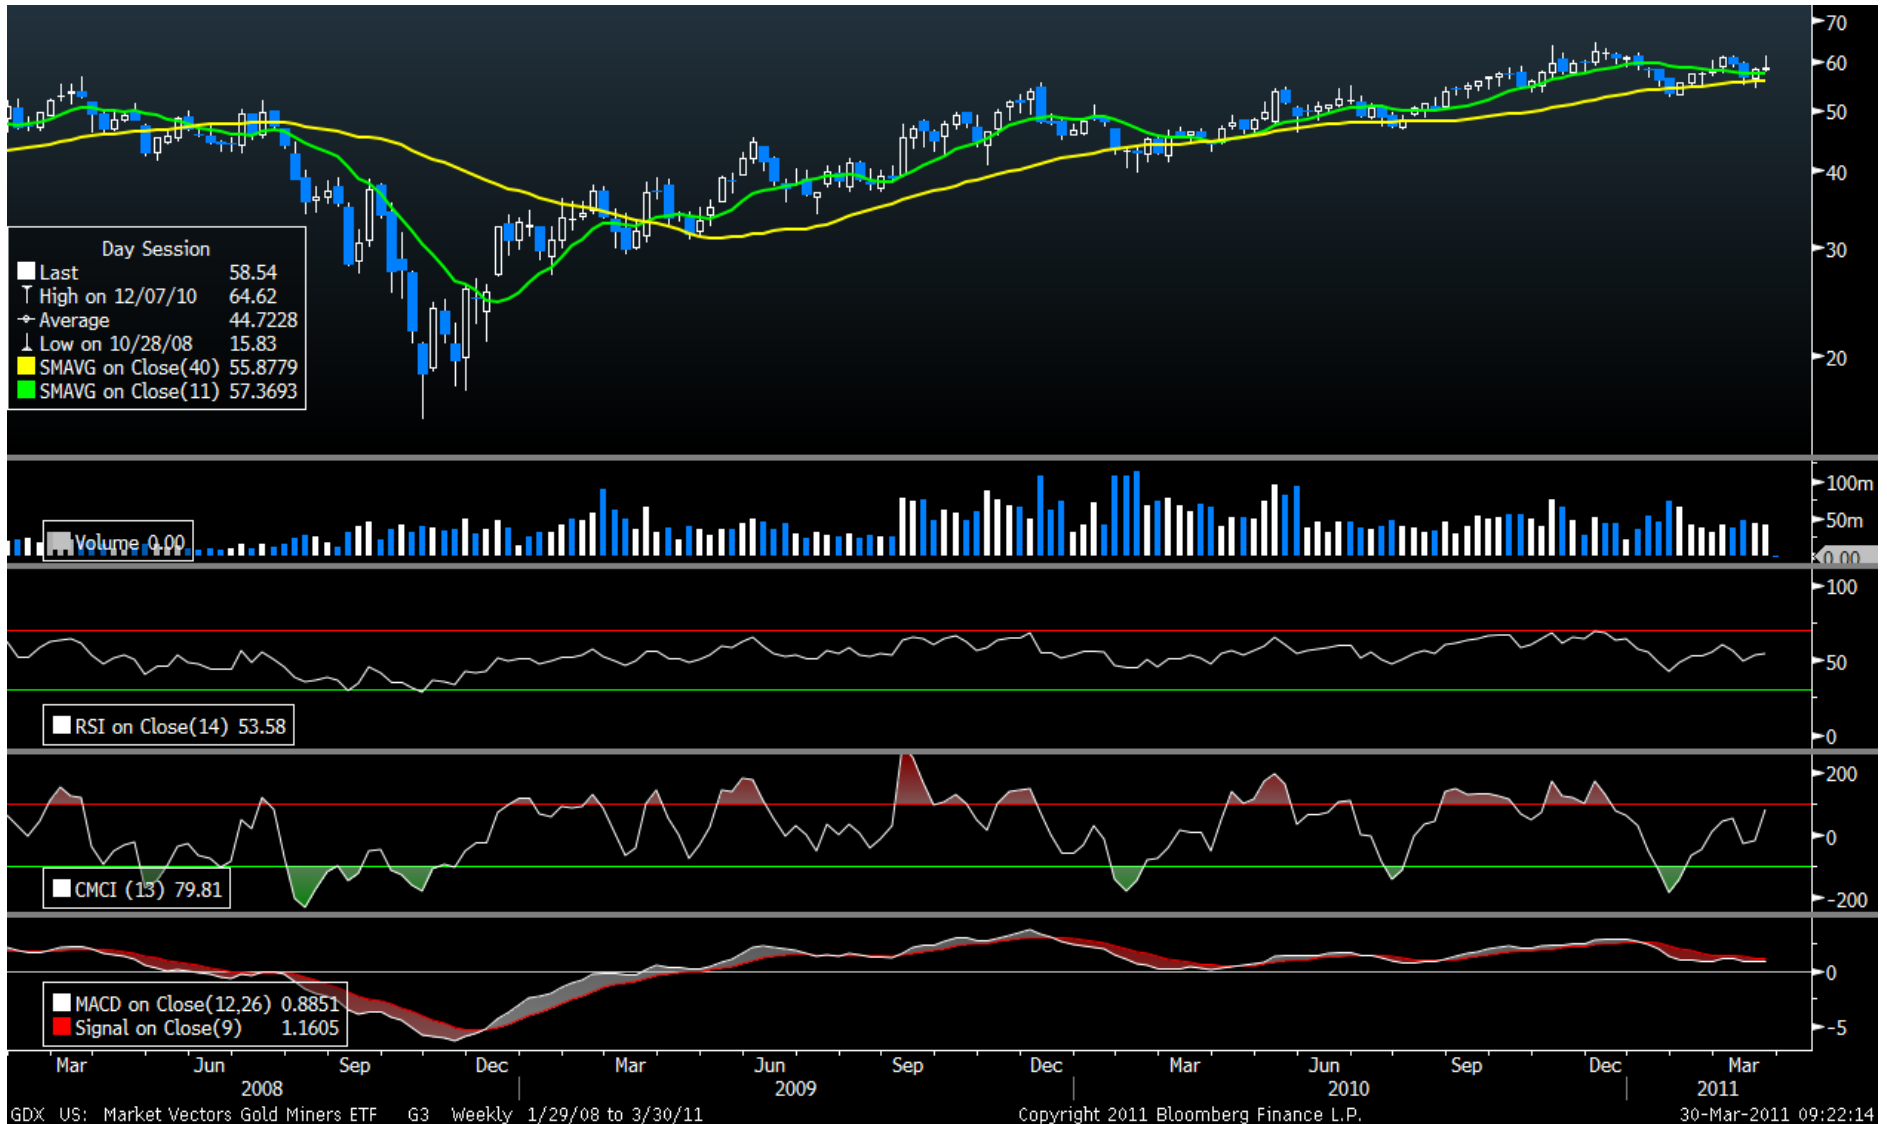 70
60
50
40
30
20
Day Session
Last 58.54
High on 12/07/10 64.62
Average 44.7228
Low on 10/28/08 15.83
SMAVG on Close(40) 55.8779
SMAVG on Close(11) 57.3693
100m
50m
0.00
Volume 0.00
100
50
0
RSI on Close(14) 53.58
200
0
-200
CMCI (13) 79.81
0
-5
MACD on Close(12,26) 0.8851
Signal on Close(9) 1.1605
Mar Jun Sep Dec Mar Jun Sep Dec Mar Jun Sep Dec Mar
2008 2009 2010 2011
GDX US: Market Vectors Gold Miners ETF G3 Weekly 1/29/08 to 3/30/11 Copyright 2011 Bloomberg Finance L.P. 30-Mar-2011 09:22:14